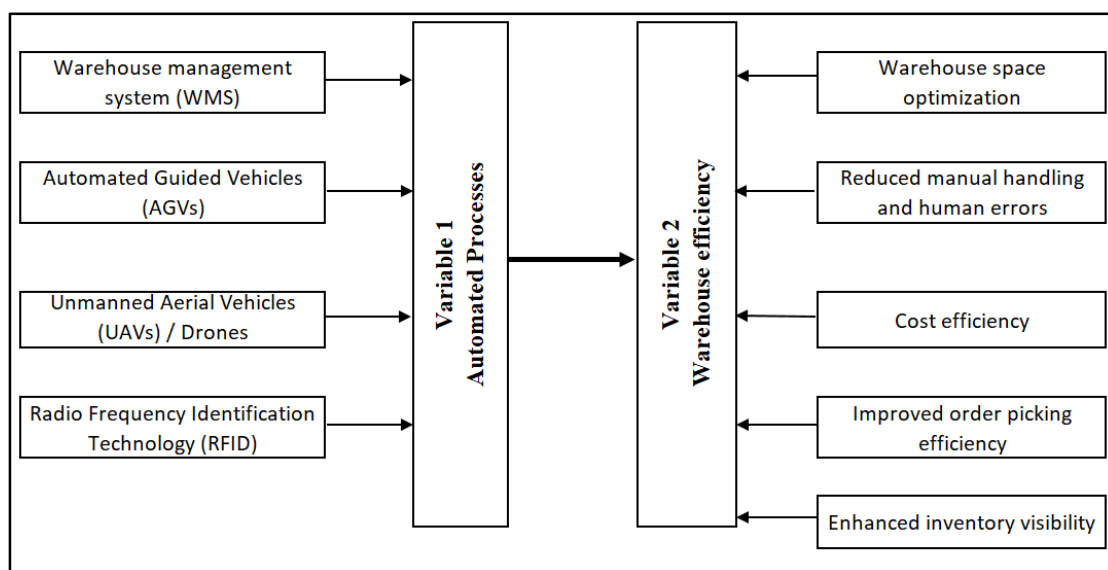 Warehouse management
system (WMS)
Automated Guided Vehicles
(AGVs)
Unmanned Aerial Vehicles
(UAVs) / Drones
Radio Frequency Identification
Technology (RFID)
Variable 1
Automated Processes
Variable 2
Warehouse efficiency
Warehouse space
optimization
Reduced manual handling
and human errors
Cost efficiency
Improved order picking
efficiency
Enhanced inventory visibility